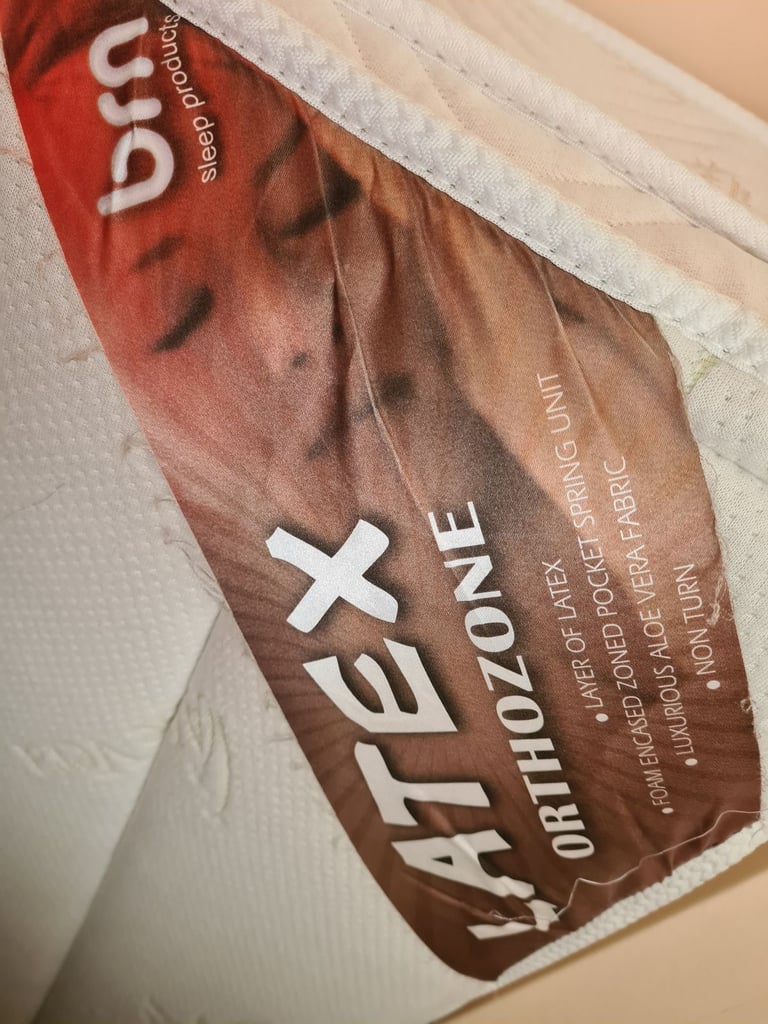 brn
sleep products
LATEX
ORTHOZONE
• LAYER OF LATEX
• FOAM ENCASED ZONED POCKET SPRING UNIT
• LUXURIOUS ALOE VERA FABRIC
• NON TURN